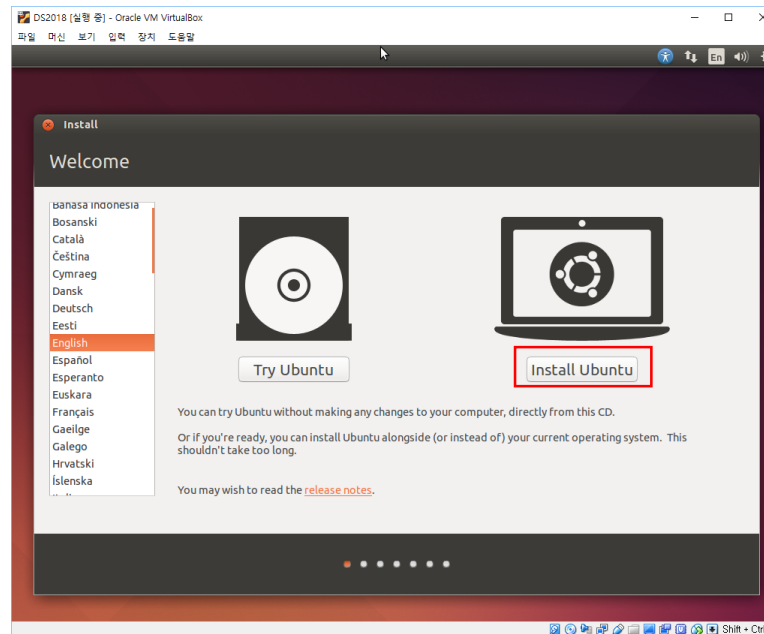 DS2018 [실행 중] - Oracle VM VirtualBox
파일 머신 보기 입력 장치 도움말
En
Install
Welcome
Bahasa Indonesia
Bosanski
Català
Čeština
Cymraeg
Dansk
Deutsch
Eesti
English
Español
Esperanto
Euskara
Français
Gaeilge
Galego
Hrvatski
Íslenska
Try Ubuntu
Install Ubuntu
You can try Ubuntu without making any changes to your computer, directly from this CD.
Or if you're ready, you can install Ubuntu alongside (or instead of) your current operating system. This
shouldn't take too long.
You may wish to read the release notes.
Shift + Ctrl